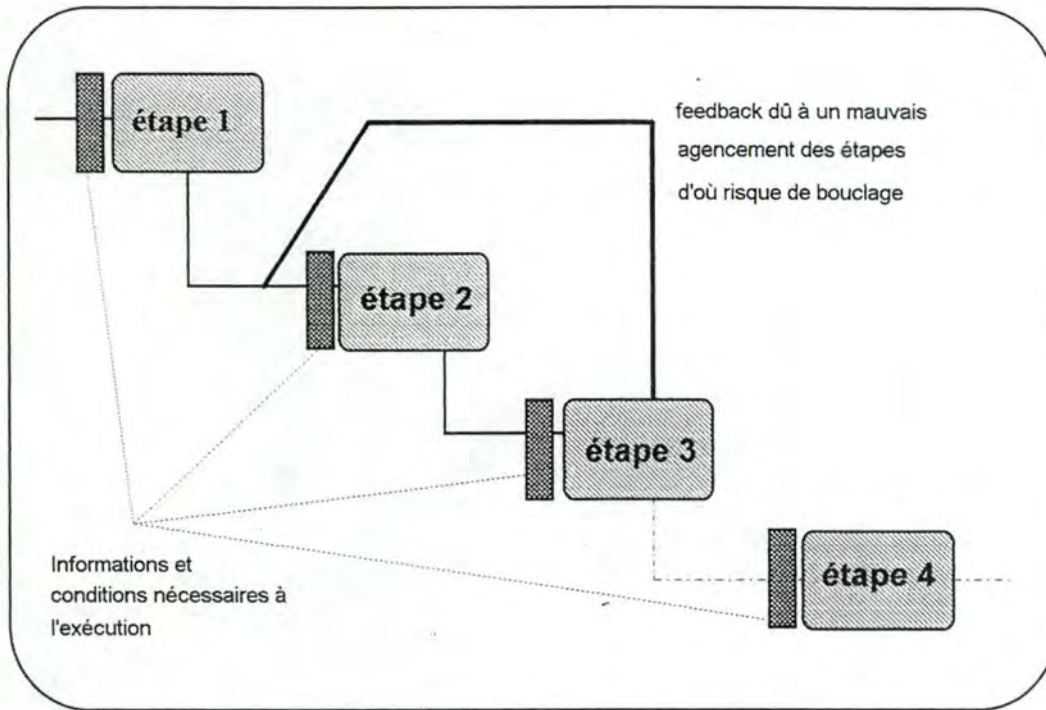 étape 1
feedback dû à un mauvais
agencement des étapes
d'où risque de bouclage
étape 2
étape 3
Informations et
conditions nécessaires à
l'exécution
étape 4